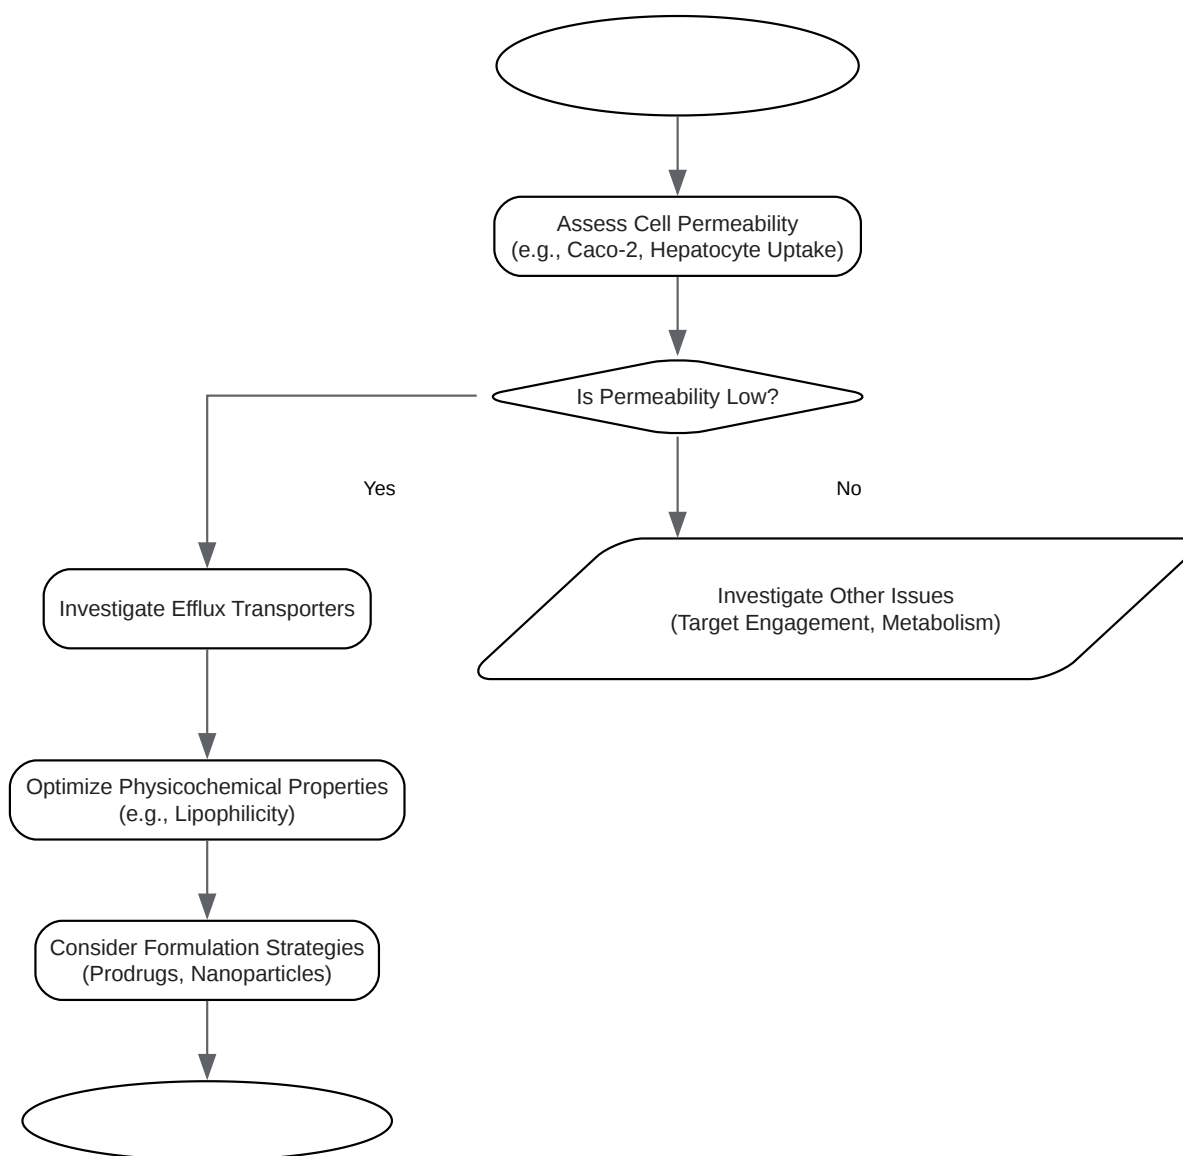 Assess Cell Permeability
(e.g., Caco-2, Hepatocyte Uptake)
Is Permeability Low?
Yes
No
Investigate Efflux Transporters
Investigate Other Issues
(Target Engagement, Metabolism)
Optimize Physicochemical Properties
(e.g., Lipophilicity)
Consider Formulation Strategies
(Prodrugs, Nanoparticles)